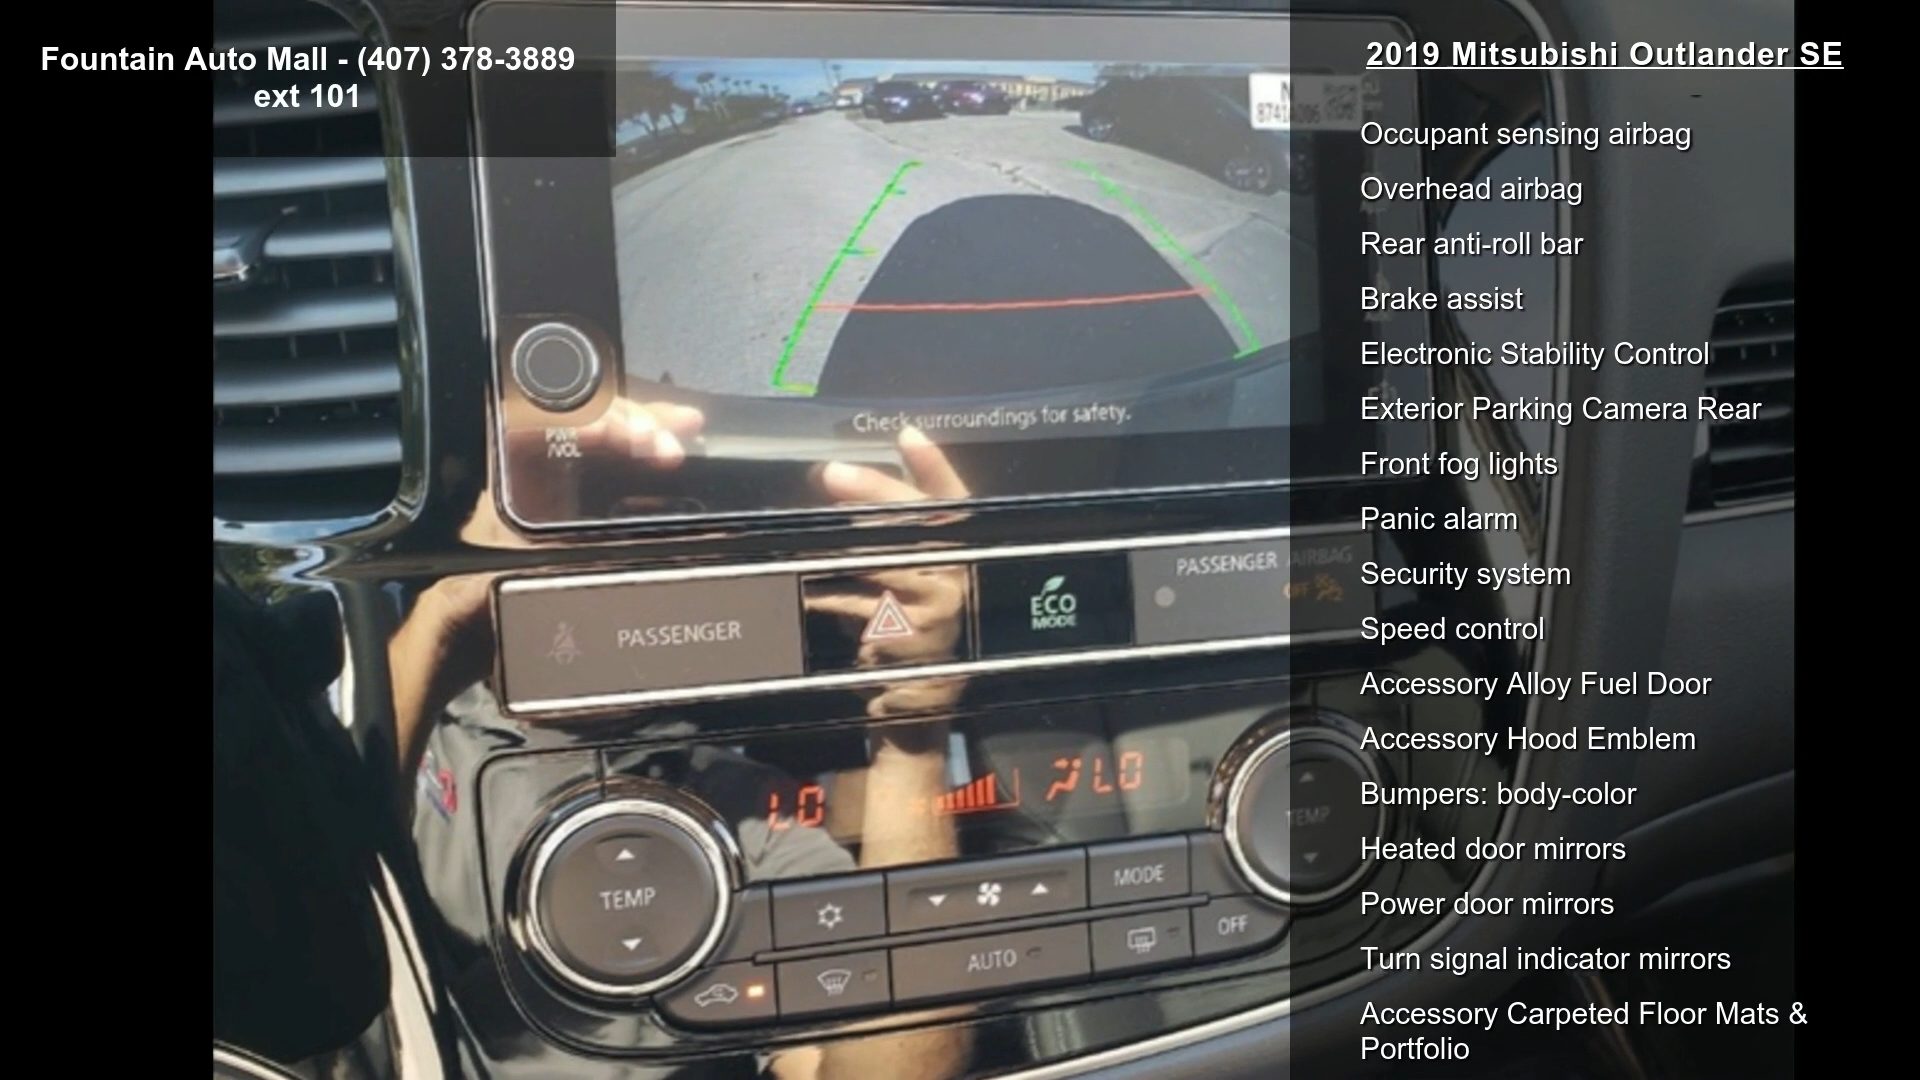 Fountain Auto Mall - (407) 378-3889
ext 101
2019 Mitsubishi Outlander SE
-
Occupant sensing airbag
Overhead airbag
Rear anti-roll bar
Brake assist
Electronic Stability Control
Exterior Parking Camera Rear
Front fog lights
Panic alarm
Security system
Speed control
Accessory Alloy Fuel Door
Accessory Hood Emblem
Bumpers: body-color
Heated door mirrors
Power door mirrors
Turn signal indicator mirrors
Accessory Carpeted Floor Mats &
Portfolio
PWR
/VOL
Check surroundings for safety.
PASSENGER
ECO
MODE
PASSENGER AIRBAG
OFF
LO
LO
TEMP
TEMP
MODE
AUTO
OFF